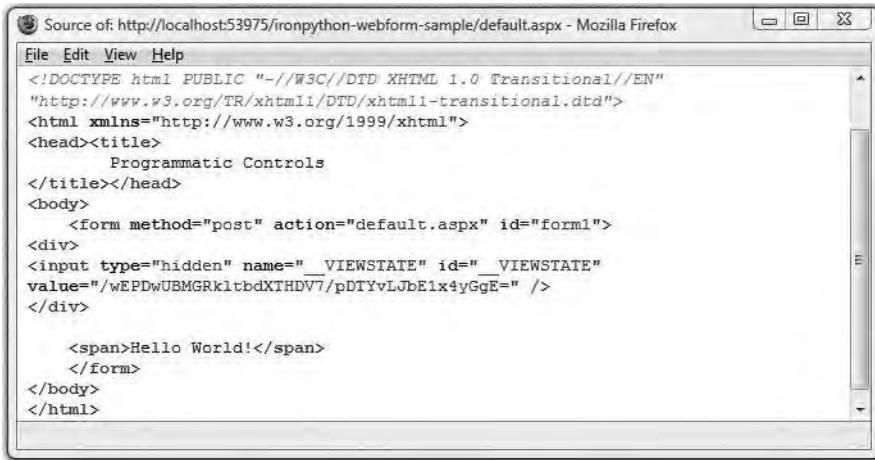 Source of: http://localhost:53975/ironpython-webform-sample/default.aspx - Mozilla Firefox
File Edit View Help
<!DOCTYPE html PUBLIC "-//W3C//DTD XHTML 1.0 Transitional//EN"
"http://www.w3.org/TR/xhtml1/DTD/xhtml1-transitional.dtd">
<html xmlns="http://www.w3.org/1999/xhtml">
<head><title>
        Programmatic Controls
</title></head>
<body>
    <form method="post" action="default.aspx" id="form1">
<div>
<input type="hidden" name="__VIEWSTATE" id="__VIEWSTATE"
value="/wEPDwUBMGRkltbdXTHDV7/pDTYvLJbE1x4yGgE=" />
</div>

    <span>Hello World!</span>
    </form>
</body>
</html>